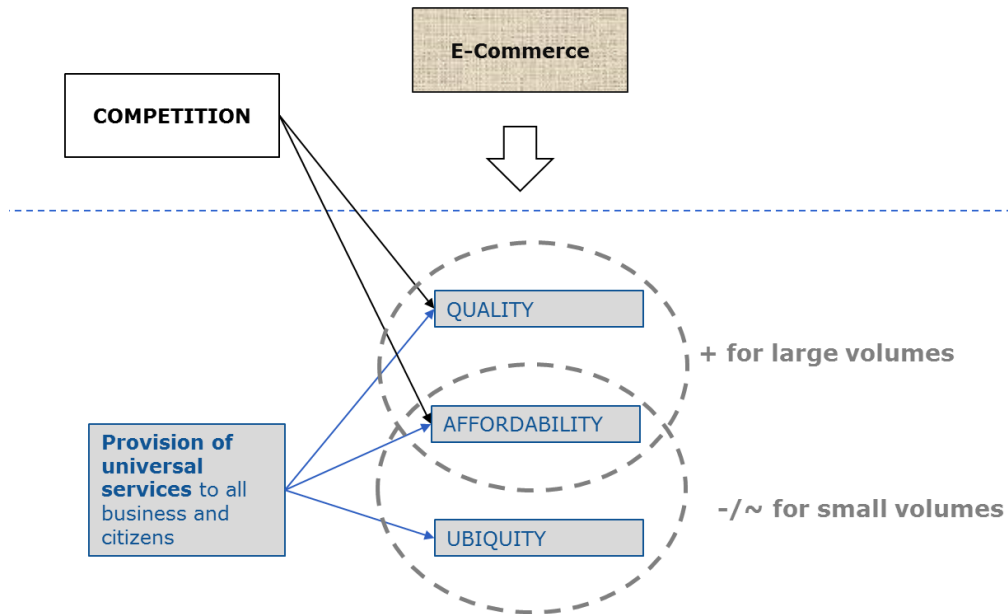 E-Commerce
COMPETITION
QUALITY
+ for large volumes
AFFORDABILITY
Provision of
universal
services to all
business and
citizens
-/~ for small volumes
UBIQUITY